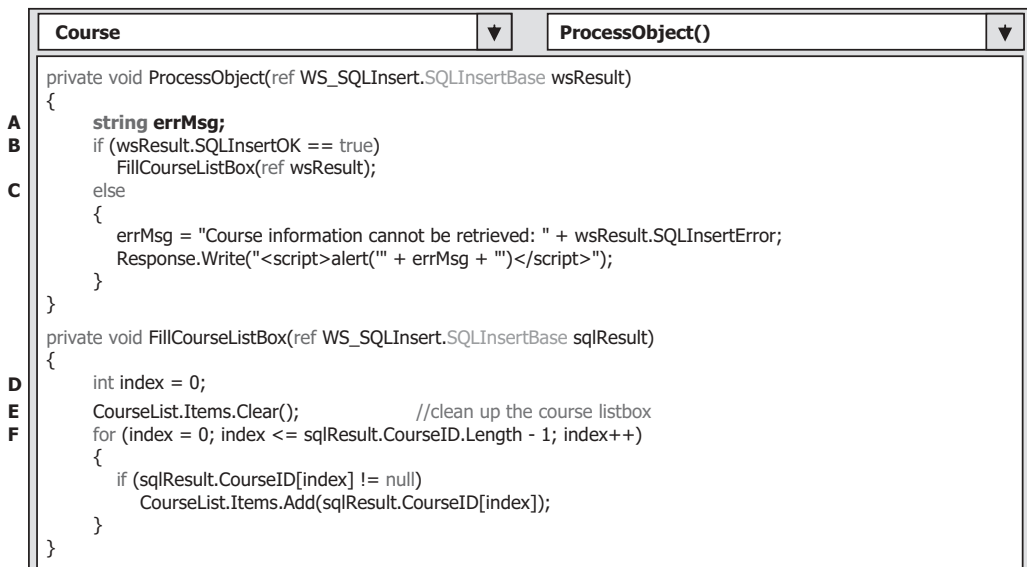 Course ProcessObject()
private void ProcessObject(ref WS_SQLInsert.SQLInsertBase wsResult)
{
A string errMsg;
B if (wsResult.SQLInsertOK == true)
FillCourseListBox(ref wsResult);
C else
{
errMsg = "Course information cannot be retrieved: " + wsResult.SQLInsertError;
Response.Write("<script>alert('" + errMsg + "')</script>");
}
}
private void FillCourseListBox(ref WS_SQLInsert.SQLInsertBase sqlResult)
{
D int index = 0;
E CourseList.Items.Clear(); //clean up the course listbox
F for (index = 0; index <= sqlResult.CourseID.Length - 1; index++)
{
if (sqlResult.CourseID[index] != null)
CourseList.Items.Add(sqlResult.CourseID[index]);
}
}